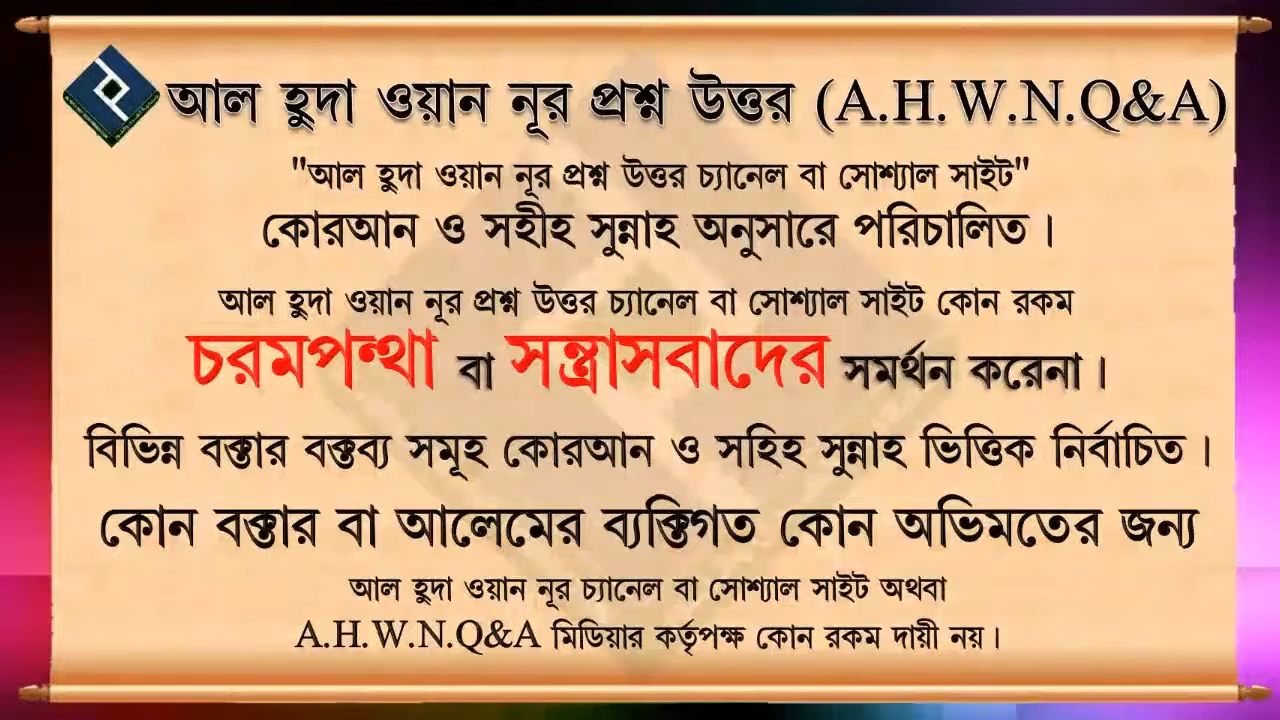 আল হুদা ওয়ান নূর প্রশ্ন উত্তর (A.H.W.N.Q&A)
"আল হুদা ওয়ান নূর প্রশ্ন উত্তর চ্যানেল বা সোশ্যাল সাইট"
কোরআন ও সহীহ সুন্নাহ অনুসারে পরিচালিত।
আল হুদা ওয়ান নূর প্রশ্ন উত্তর চ্যানেল বা সোশ্যাল সাইট কোন রকম
চরমপন্থা বা সন্ত্রাসবাদের সমর্থন করেনা।
বিভিন্ন বক্তার বক্তব্য সমূহ কোরআন ও সহিহ সুন্নাহ ভিত্তিক নির্বাচিত।
কোন বক্তার বা আলেমের ব্যক্তিগত কোন অভিমতের জন্য
আল হুদা ওয়ান নূর চ্যানেল বা সোশ্যাল সাইট অথবা
A.H.W.N.Q&A মিডিয়ার কর্তৃপক্ষ কোন রকম দায়ী নয়।